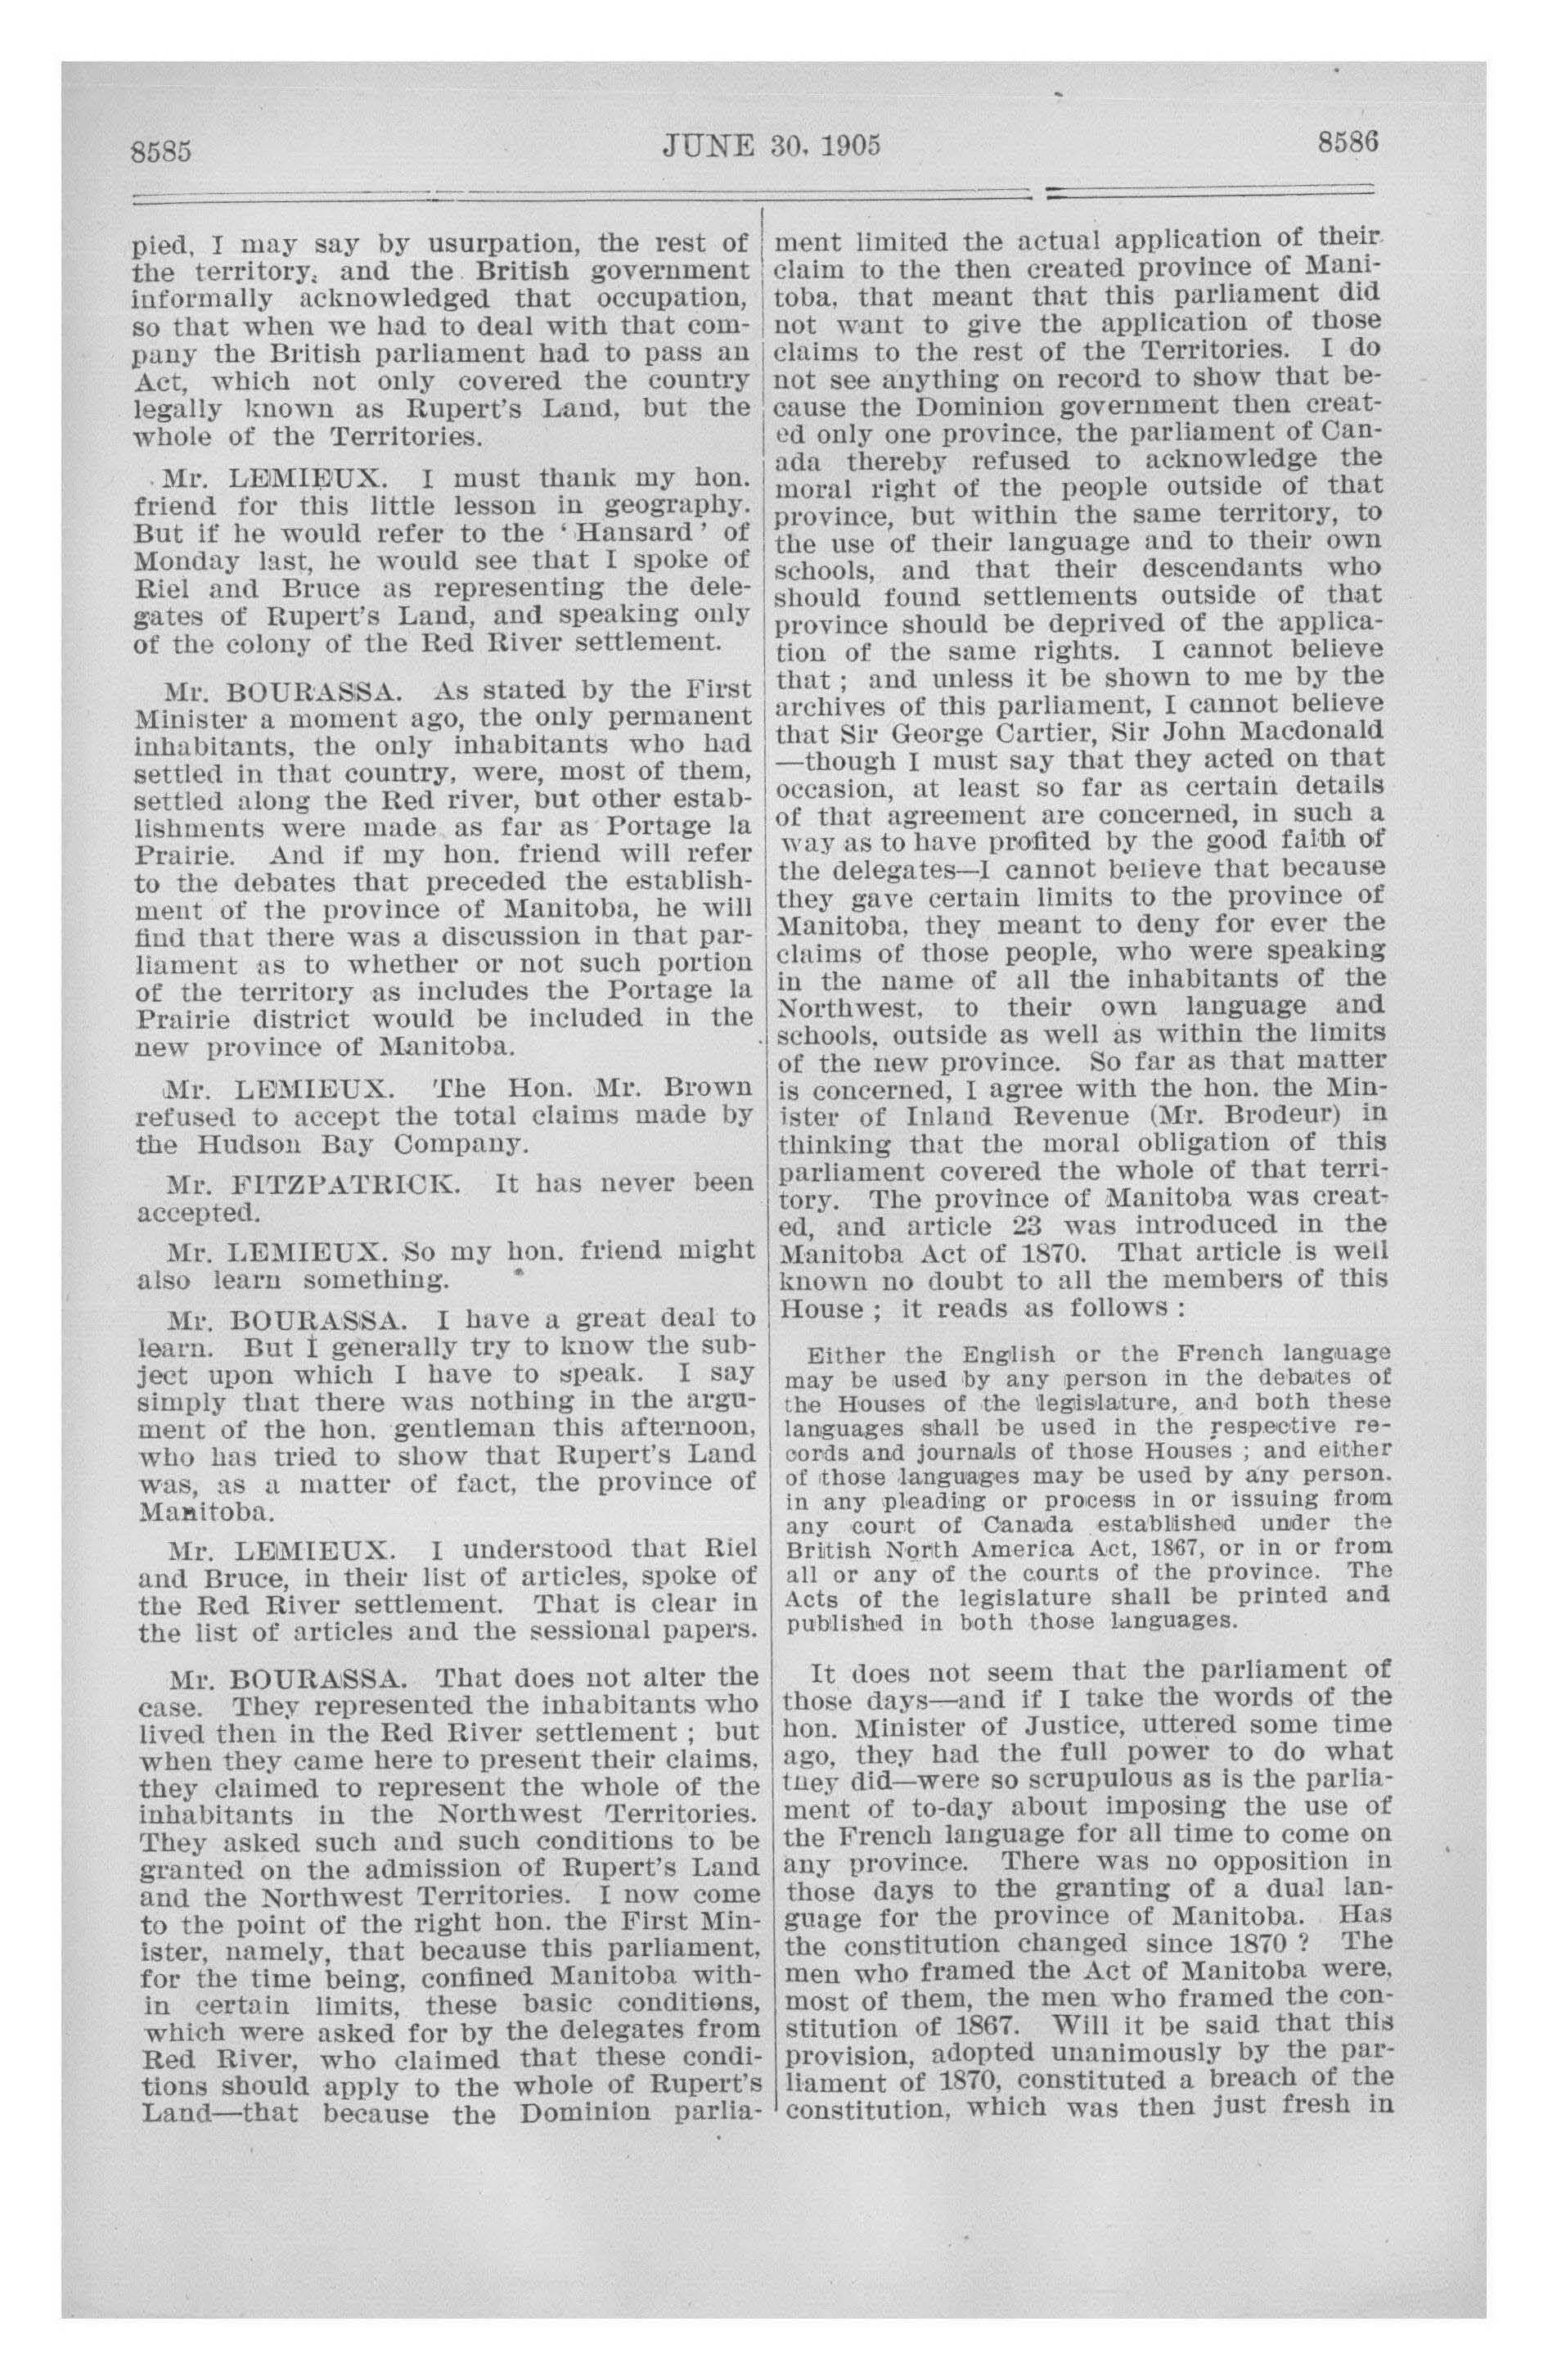 8585
JUNE 30, 1905
8586
pied, I may say by usurpation, the rest of
the territory, and the British government
informally acknowledged that occupation,
so that when we had to deal with that com-
pany the British parliament had to pass an
Act, which not only covered the country
legally known as Rupert's Land, but the
whole of the Territories.
Mr. LEMIEUX. I must thank my hon.
friend for this little lesson in geography.
But if he would refer to the 'Hansard' of
Monday last, he would see that I spoke of
Riel and Bruce as representing the dele-
gates of Rupert's Land, and speaking only
of the colony of the Red River settlement.
Mr. BOURASSA. As stated by the First
Minister a moment ago, the only permanent
inhabitants, the only inhabitants who had
settled in that country, were, most of them,
settled along the Red river, but other estab-
lishments were made as far as Portage la
Prairie. And if my hon. friend will refer
to the debates that preceded the establish-
ment of the province of Manitoba, he will
find that there was a discussion in that par-
liament as to whether or not such portion
of the territory as includes the Portage la
Prairie district would be included in the
new province of Manitoba.
Mr. LEMIEUX. The Hon. Mr. Brown
refused to accept the total claims made by
the Hudson Bay Company.
Mr. FITZPATRICK. It has never been
accepted.
Mr. LEMIEUX. So my hon. friend might
also learn something.
Mr. BOURASSA. I have a great deal to
learn. But I generally try to know the sub-
ject upon which I have to speak. I say
simply that there was nothing in the argu-
ment of the hon. gentleman this afternoon,
who has tried to show that Rupert's Land
was, as a matter of fact, the province of
Manitoba.
Mr. LEMIEUX. I understood that Riel
and Bruce, in their list of articles, spoke of
the Red River settlement. That is clear in
the list of articles and the sessional papers.
Mr. BOURASSA. That does not alter the
case. They represented the inhabitants who
lived then in the Red River settlement ; but
when they came here to present their claims,
they claimed to represent the whole of the
inhabitants in the Northwest Territories.
They asked such and such conditions to be
granted on the admission of Rupert's Land
and the Northwest Territories. I now come
to the point of the right hon. the First Min-
ister, namely, that because this parliament,
for the time being, confined Manitoba with-
in certain limits, these basic conditions,
which were asked for by the delegates from
Red River, who claimed that these condi-
tions should apply to the whole of Rupert's
Land—that because the Dominion parlia-
ment limited the actual application of their
claim to the then created province of Mani-
toba, that meant that this parliament did
not want to give the application of those
claims to the rest of the Territories. I do
not see anything on record to show that be-
cause the Dominion government then creat-
ed only one province, the parliament of Can-
ada thereby refused to acknowledge the
moral right of the people outside of that
province, but within the same territory, to
the use of their language and to their own
schools, and that their descendants who
should found settlements outside of that
province should be deprived of the applica-
tion of the same rights. I cannot believe
that ; and unless it be shown to me by the
archives of this parliament, I cannot believe
that Sir George Cartier, Sir John Macdonald
—though I must say that they acted on that
occasion, at least so far as certain details
of that agreement are concerned, in such a
way as to have profited by the good faith of
the delegates—I cannot believe that because
they gave certain limits to the province of
Manitoba, they meant to deny for ever the
claims of those people, who were speaking
in the name of all the inhabitants of the
Northwest, to their own language and
schools, outside as well as within the limits
of the new province. So far as that matter
is concerned, I agree with the hon. the Min-
ister of Inland Revenue (Mr. Brodeur) in
thinking that the moral obligation of this
parliament covered the whole of that terri-
tory. The province of Manitoba was creat-
ed, and article 23 was introduced in the
Manitoba Act of 1870. That article is well
known no doubt to all the members of this
House ; it reads as follows :
Either the English or the French language
may be used by any person in the debates of
the Houses of the legislature, and both these
languages shall be used in the respective re-
cords and journals of those Houses ; and either
of those languages may be used by any person.
in any pleading or process in or issuing from
any court of Canada established under the
British North America Act, 1867, or in or from
all or any of the courts of the province. The
Acts of the legislature shall be printed and
published in both those languages.
It does not seem that the parliament of
those days—and if I take the words of the
hon. Minister of Justice, uttered some time
ago, they had the full power to do what
they did—were so scrupulous as is the parlia-
ment of to-day about imposing the use of
the French language for all time to come on
any province. There was no opposition in
those days to the granting of a dual lan-
guage for the province of Manitoba. Has
the constitution changed since 1870 ? The
men who framed the Act of Manitoba were,
most of them, the men who framed the con-
stitution of 1867. Will it be said that this
provision, adopted unanimously by the par-
liament of 1870, constituted a breach of the
constitution, which was then just fresh in